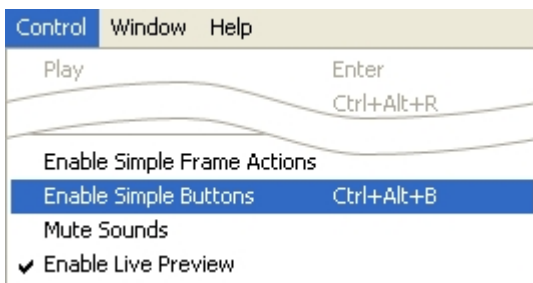 Control Window Help
Play Enter
Ctrl+Alt+R
Enable Simple Frame Actions
Enable Simple Buttons Ctrl+Alt+B
Mute Sounds
Enable Live Preview